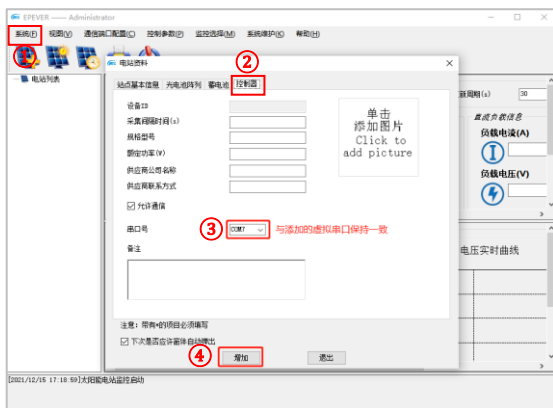 EPEVER —— Administrator
系统(F) 视图(V) 通信端口配置(C) 控制参数(P) 监控选择(M) 系统维护(K) 帮助(H)
①
②
电站列表
电站资料
站点基本信息 光电池阵列 蓄电池 控制器
设备ID
采集间隔时间(s)
规格型号
额定功率(W)
供应商公司名称
供应商联系方式
单击
添加图片
Click to
add picture
允许通信
③
串口号 COM7 与添加的虚拟串口保持一致
备注
注意: 带有*的项目必须填写
下次是否应许窗体自动弹出
④
增加 退出
周期(s) 30
直流负载信息
负载电流(A)
负载电压(V)
电压实时曲线
[2021/12/15 17:18:59]太阳能电站监控启动